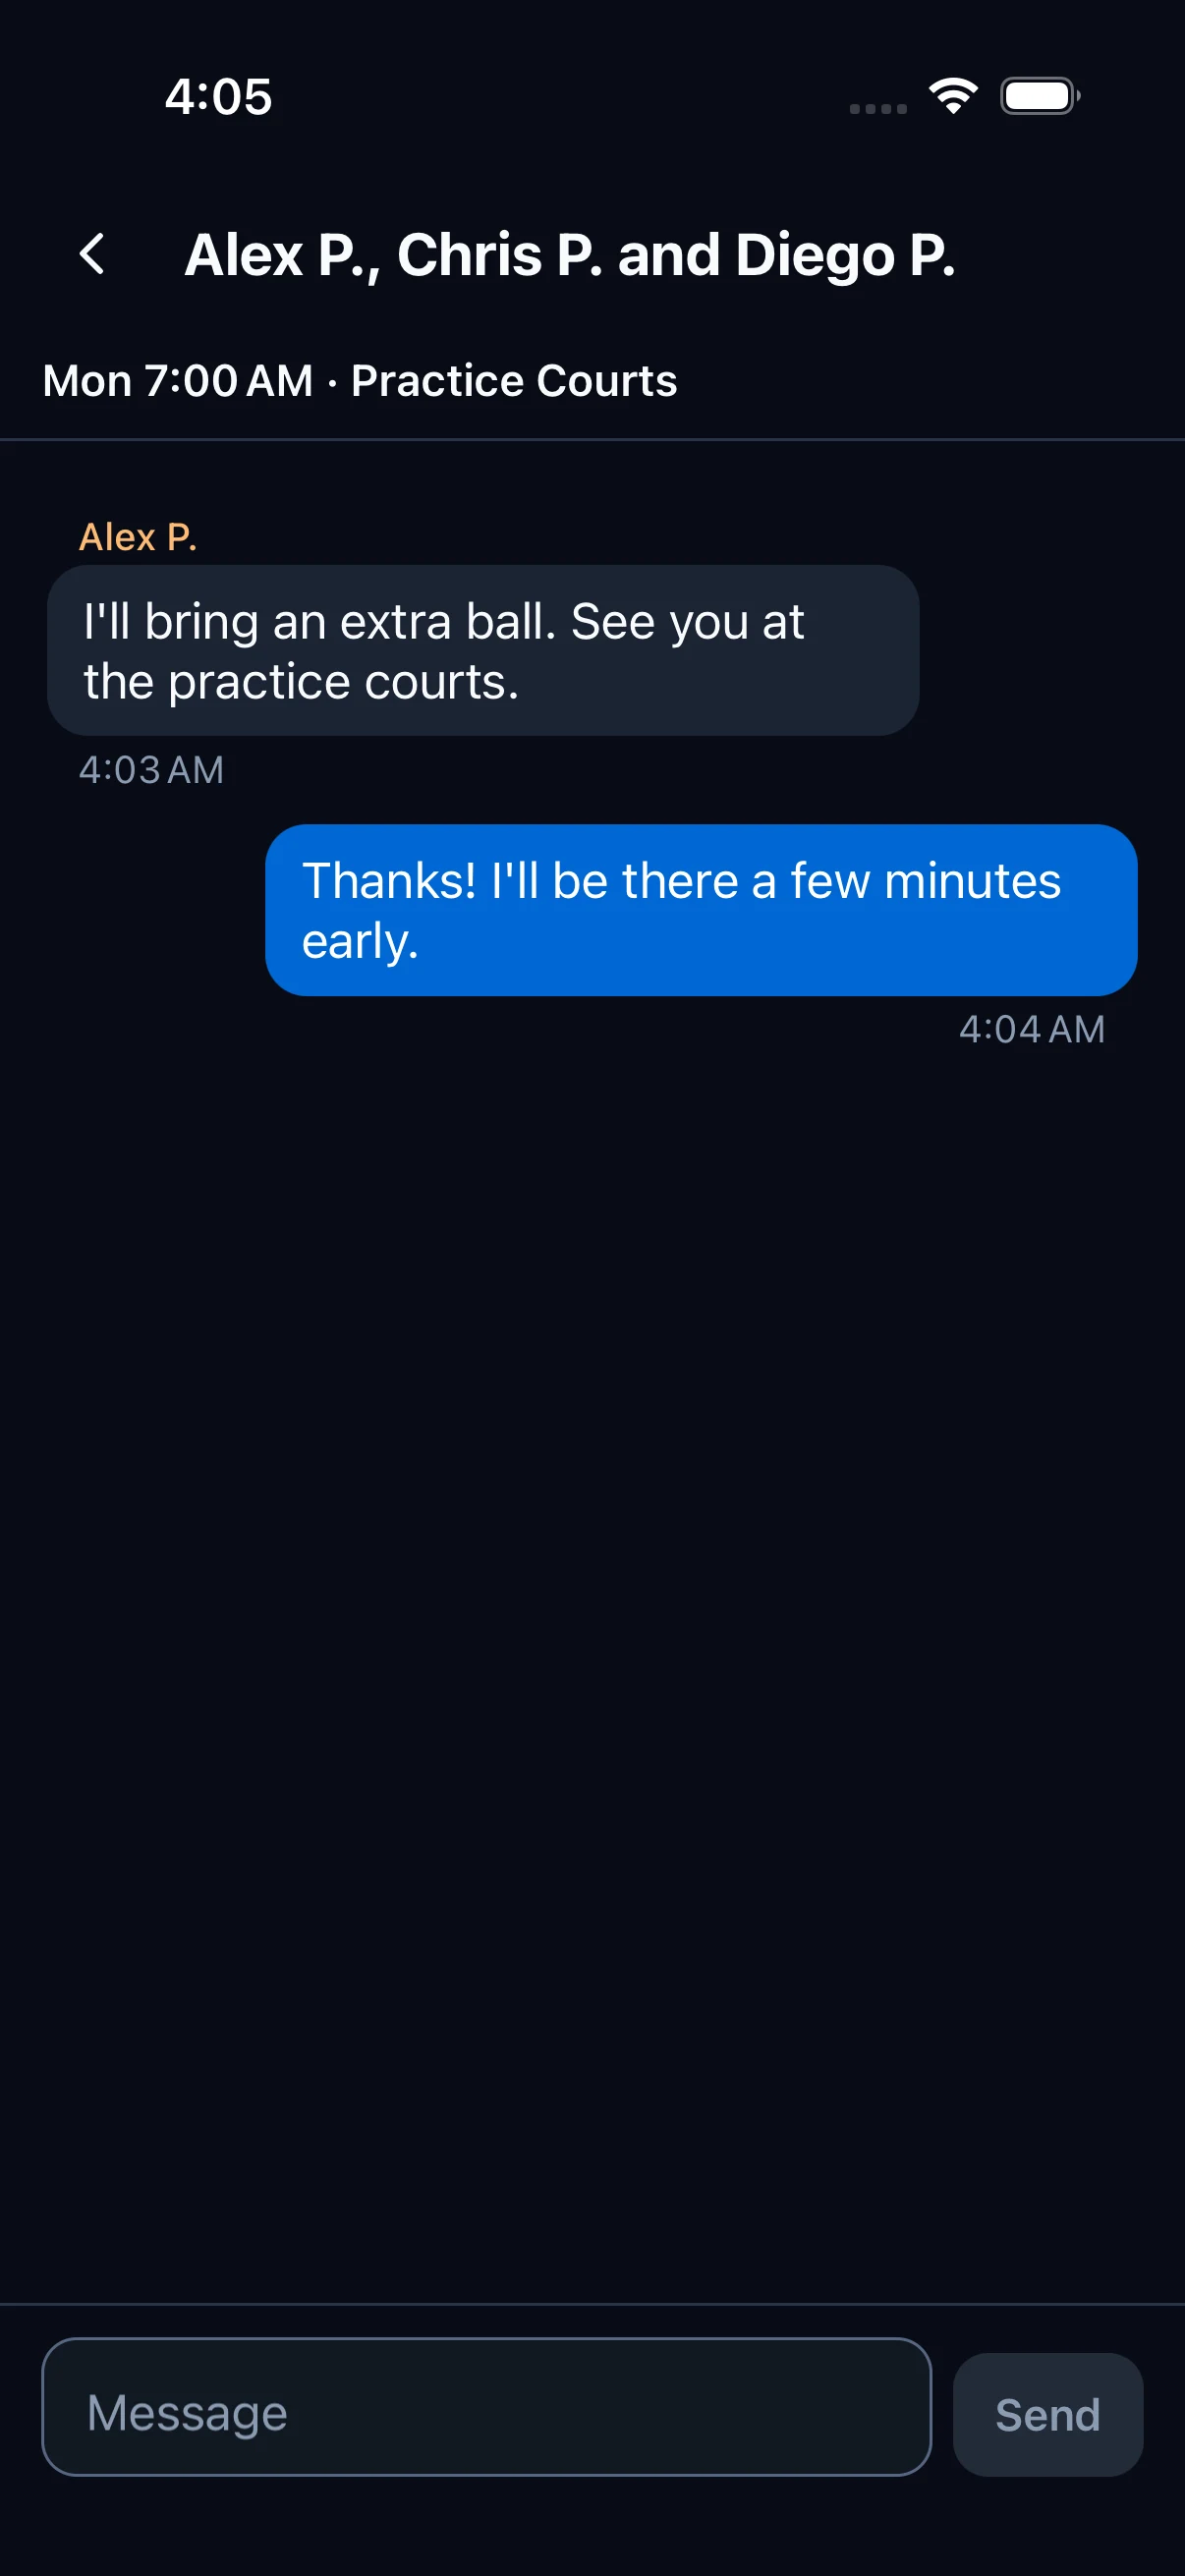 4:05
Alex P., Chris P. and Diego P.
Mon 7:00 AM · Practice Courts
Alex P.
I'll bring an extra ball. See you at
the practice courts.
4:03 AM
Thanks! I'll be there a few minutes
early.
4:04 AM
Message
Send